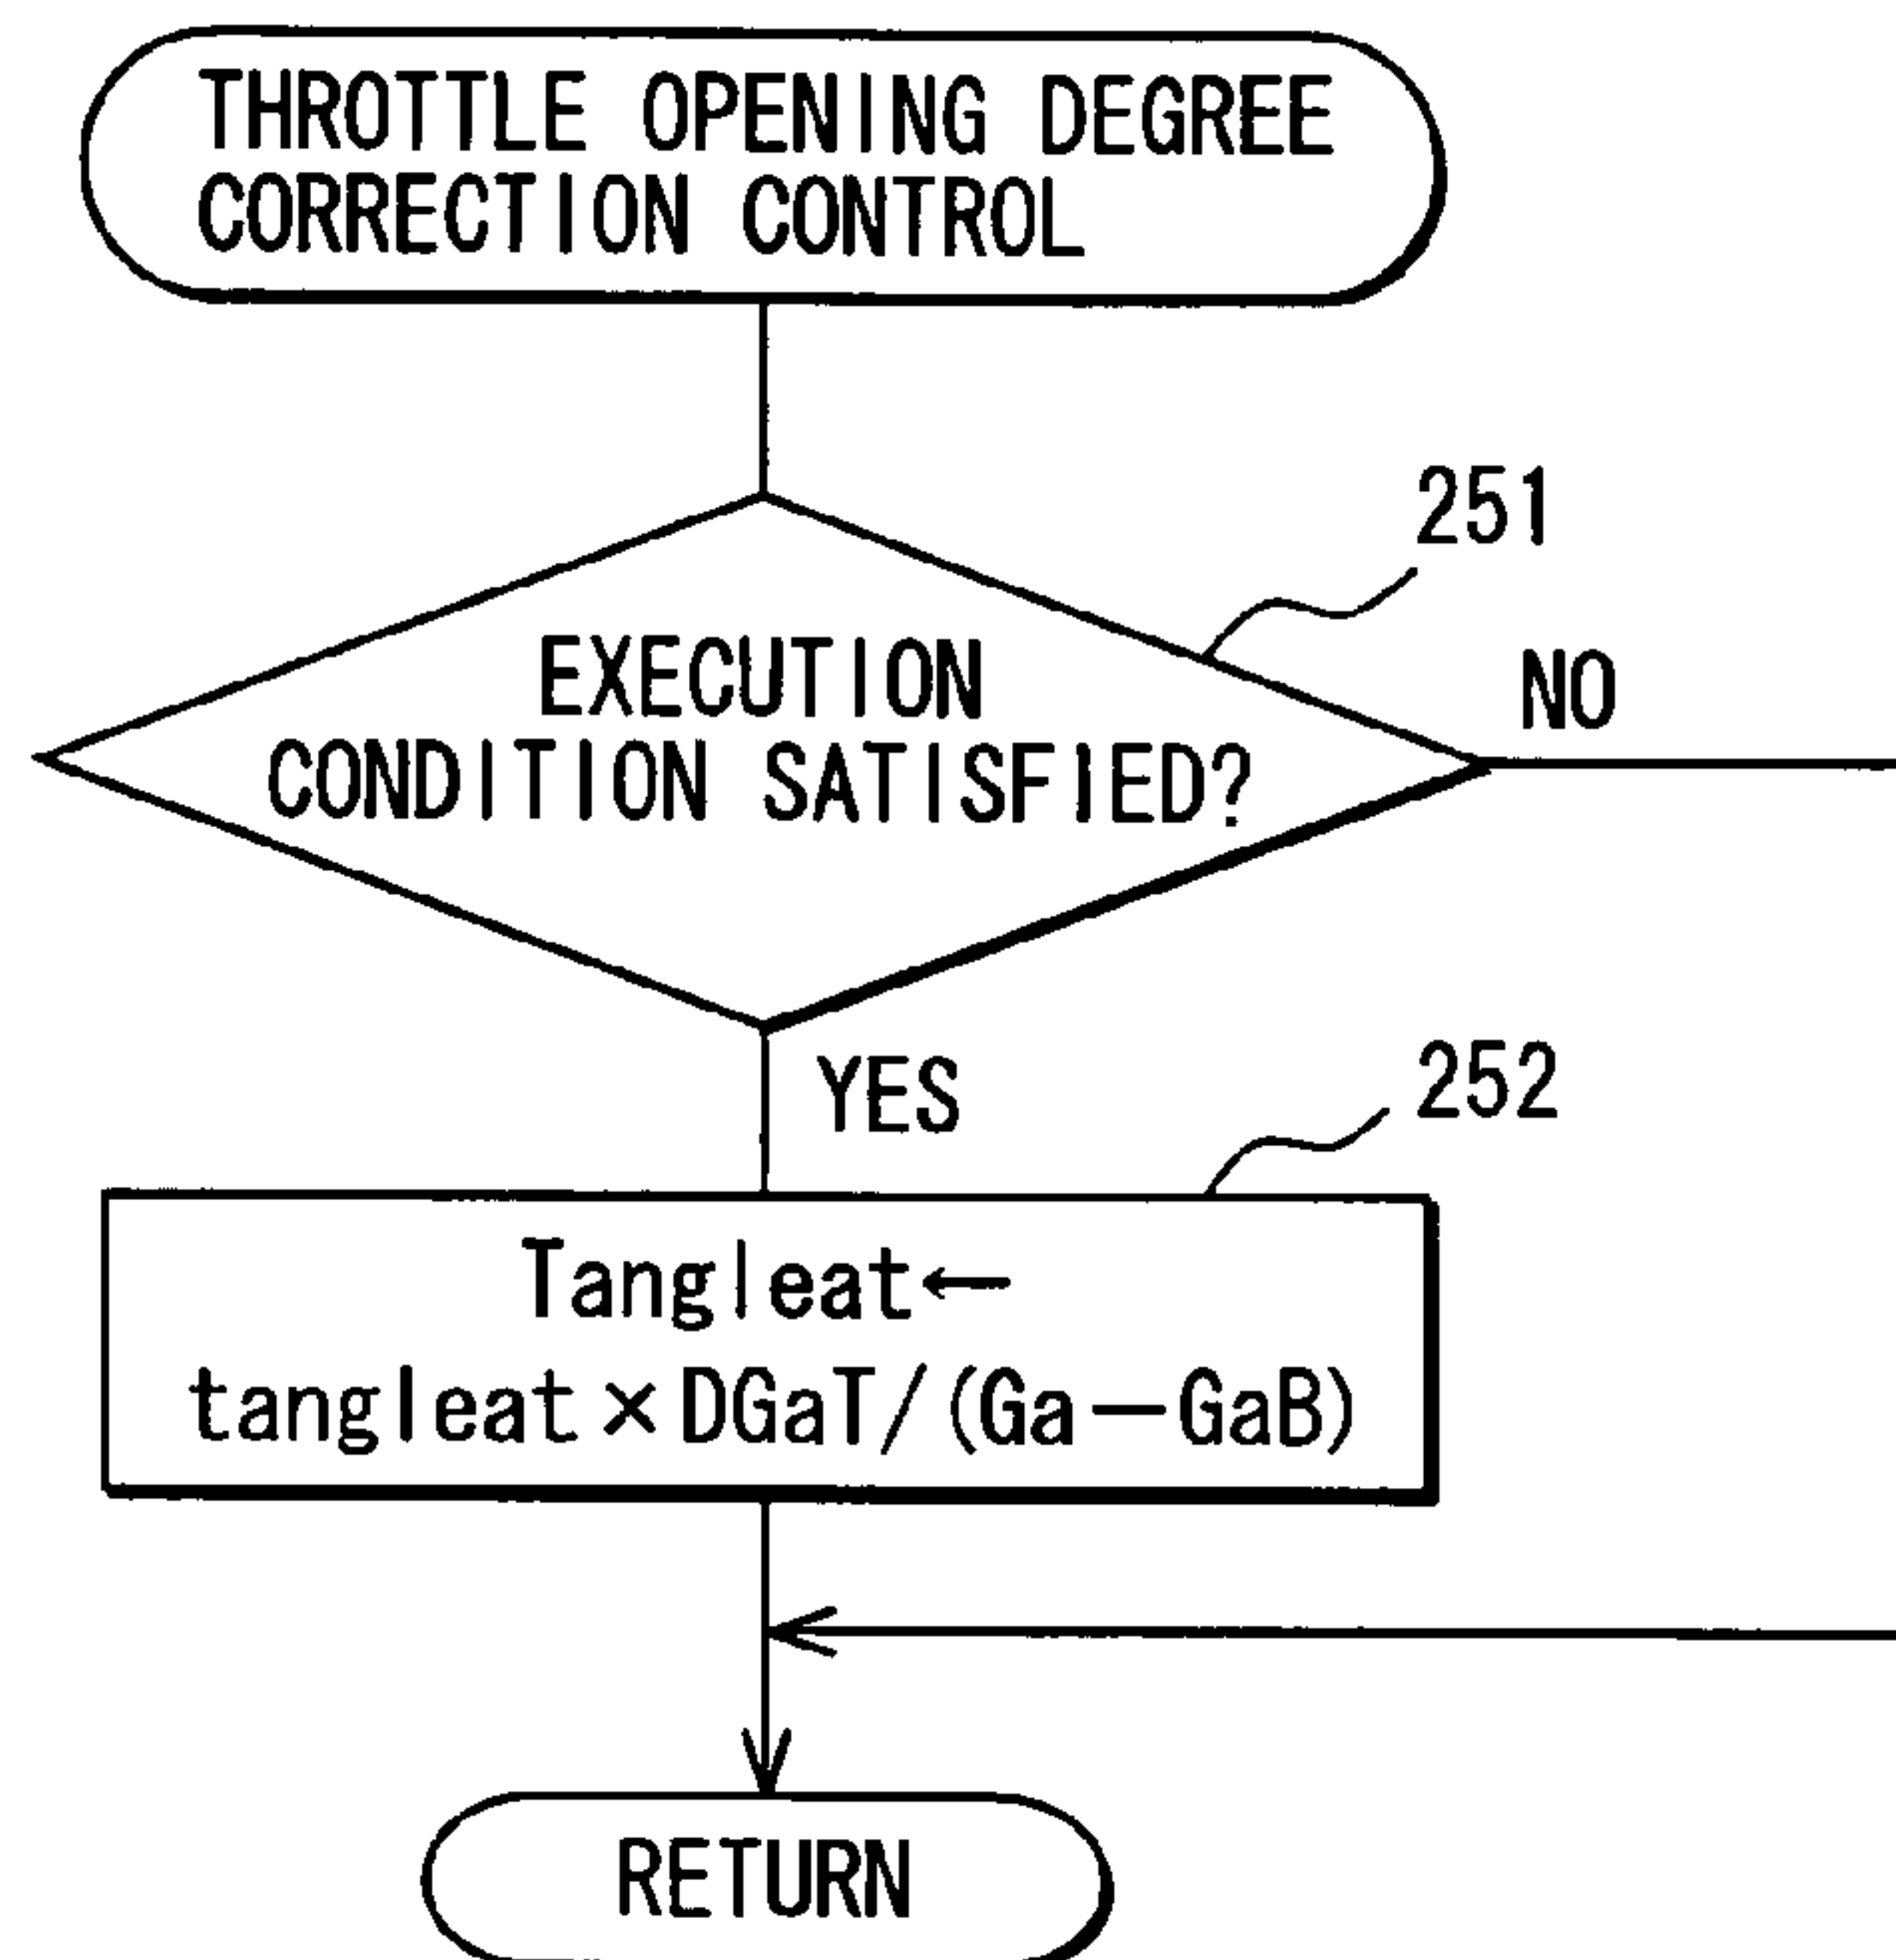 THROTTLE OPENING DEGREE
CORRECTION CONTROL
251
EXECUTION
CONDITION SATISFIED?
NO
YES
252
Tangleat←
tangleat×DGaT/(Ga—GaB)
RETURN